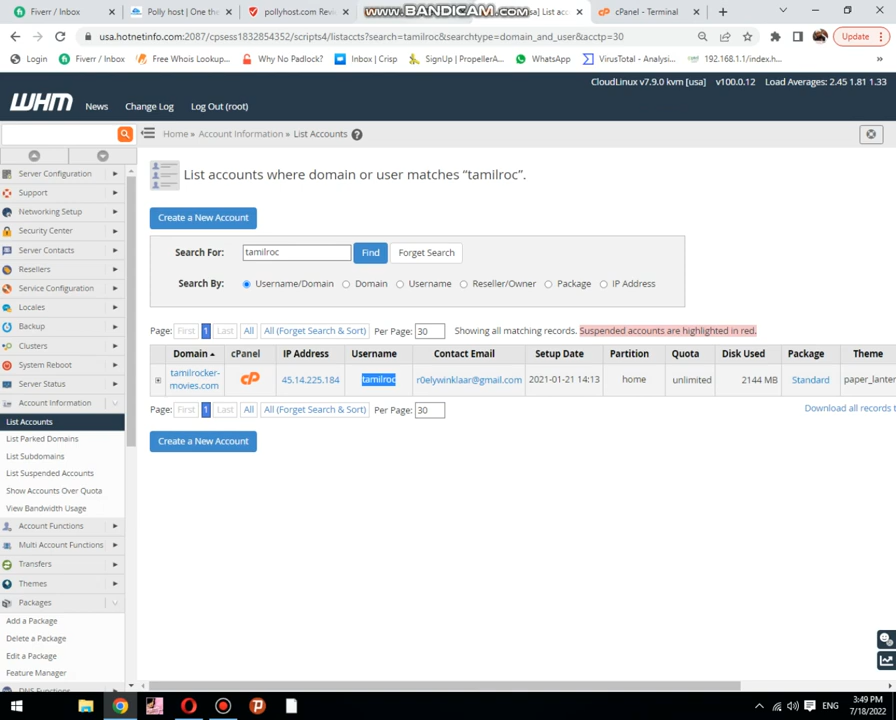 Fiverr / Inbox
Polly host | One the
pollyhost.com Revi
WWW.BANDICAM.COM
List acc
cPanel - Terminal
usa.hotnetinfo.com:2087/cpsess1832854352/scripts4/listaccts?search=tamilroc&searchtype=domain_and_user&acctp=30
Update
Login
Fiverr / Inbox
Free Whois Lookup...
Why No Padlock?
Inbox | Crisp
SignUp | PropellerA...
WhatsApp
VirusTotal - Analysi...
192.168.1.1/index.ht...
CloudLinux v7.9.0 kvm [usa] v100.0.12 Load Averages: 2.45 1.81 1.33
WHM
News
Change Log
Log Out (root)
Home » Account Information » List Accounts
List accounts where domain or user matches “tamilroc”.
Create a New Account
Search For: tamilroc Find Forget Search
Search By: Username/Domain Domain Username Reseller/Owner Package IP Address
Page: First 1 Last All All (Forget Search & Sort) Per Page: 30 Showing all matching records. Suspended accounts are highlighted in red.
Domain cPanel IP Address Username Contact Email Setup Date Partition Quota Disk Used Package Theme
tamilrocker-movies.com 45.14.225.184 tamilroc r0elywinklaar@gmail.com 2021-01-21 14:13 home unlimited 2144 MB Standard paper_lanter
Page: First 1 Last All All (Forget Search & Sort) Per Page: 30 Download all records t
Create a New Account
Server Configuration
Support
Networking Setup
Security Center
Server Contacts
Resellers
Service Configuration
Locales
Backup
Clusters
System Reboot
Server Status
Account Information
List Accounts
List Parked Domains
List Subdomains
List Suspended Accounts
Show Accounts Over Quota
View Bandwidth Usage
Account Functions
Multi Account Functions
Transfers
Themes
Packages
Add a Package
Delete a Package
Edit a Package
Feature Manager
DNS Functions
ENG
3:49 PM
7/18/2022